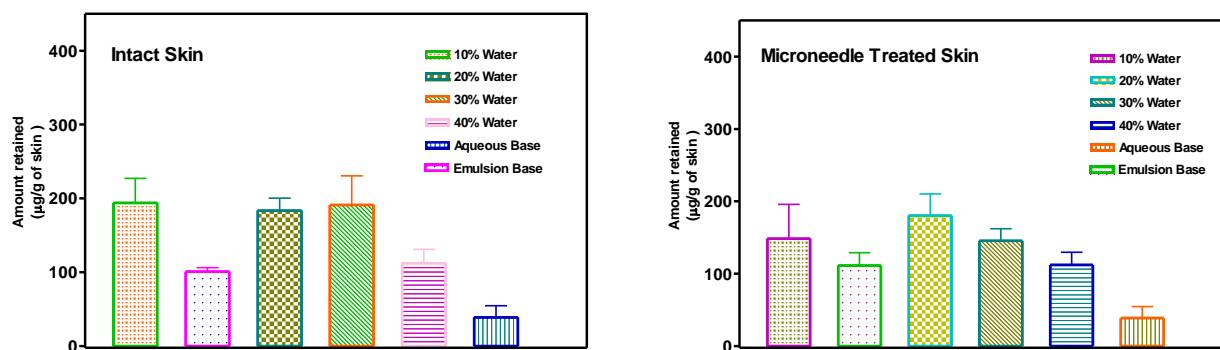 Intact Skin
Amount retained
(µg/g of skin )
400
300
200
100
0
10% Water
20% Water
30% Water
40% Water
Aqueous Base
Emulsion Base
Microneedle Treated Skin
Amount retained
(µg/g of skin )
400
300
200
100
0
10% Water
20% Water
30% Water
40% Water
Aqueous Base
Emulsion Base